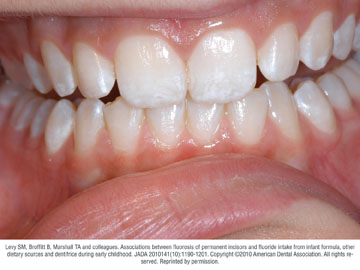 Levy SM, Broffitt B, Marshall TA and colleagues. Associations between fluorosis of permanent incisors and fluoride intake from infant formula, other
dietary sources and dentifrice during early childhood. JADA 2010141(10):1190-1201. Copyright©2010 American Dental Association. All rights re-
served. Reprinted by permission.